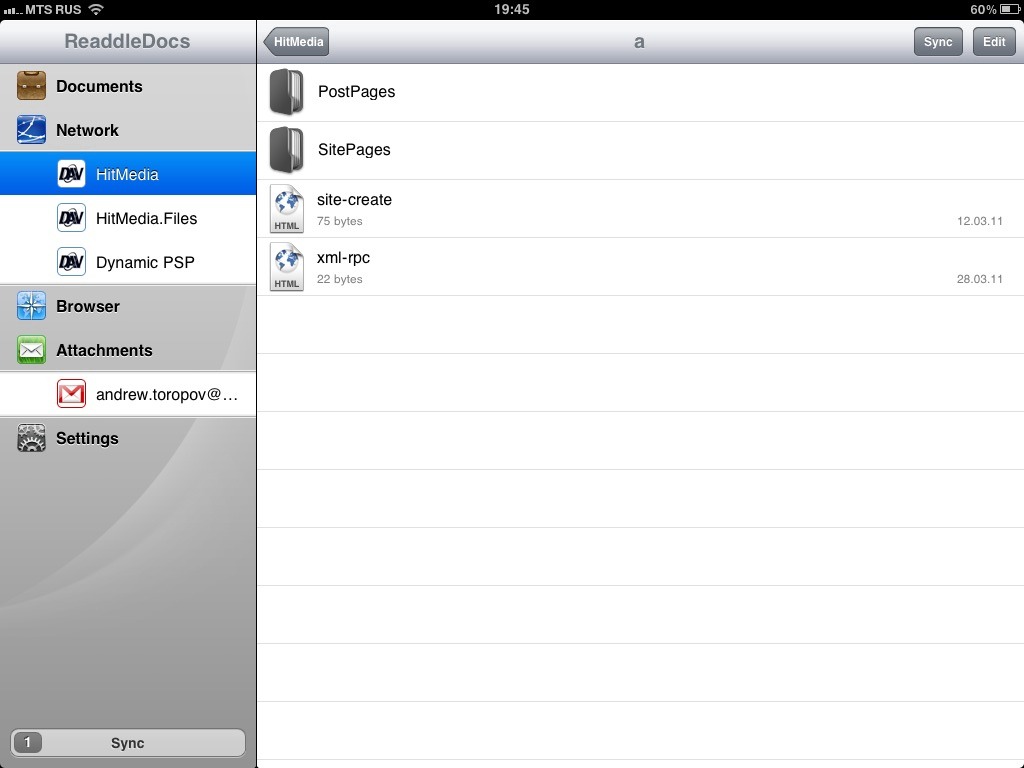 MTS RUS
19:45
60%
ReaddleDocs
Documents
Network
DAV HitMedia
DAV HitMedia.Files
DAV Dynamic PSP
Browser
Attachments
andrew.toropov@...
Settings
1 Sync
HitMedia
a
Sync
Edit
PostPages
SitePages
HTML
site-create
75 bytes
12.03.11
HTML
xml-rpc
22 bytes
28.03.11